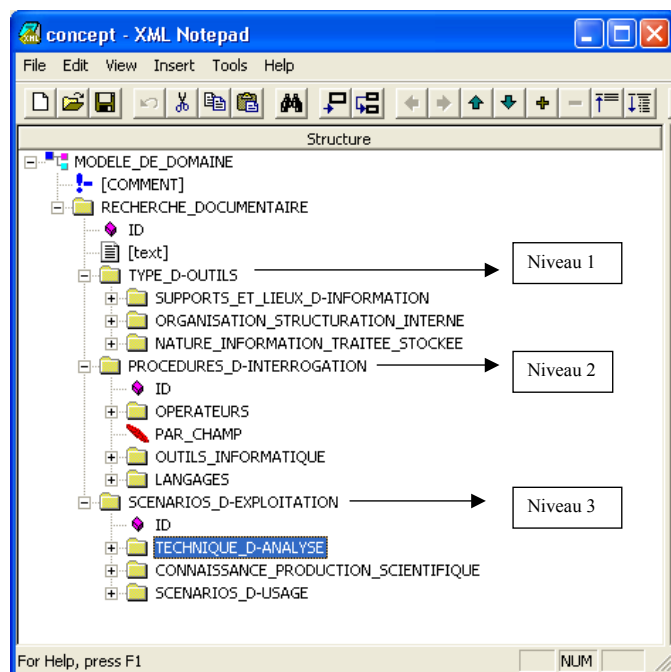 concept - XML Notepad
File Edit View Insert Tools Help
Structure
MODELE_DE_DOMAINE
[COMMENT]
RECHERCHE_DOCUMENTAIRE
ID
[text]
TYPE_D-OUTILS
Niveau 1
SUPPORTS_ET_LIEUX_D-INFORMATION
ORGANISATION_STRUCTURATION_INTERNE
NATURE_INFORMATION_TRAITEE_STOCKEE
PROCEDURES_D-INTERROGATION
Niveau 2
ID
OPERATEURS
PAR_CHAMP
OUTILS_INFORMATIQUE
LANGAGES
SCENARIOS_D-EXPLOITATION
Niveau 3
ID
TECHNIQUE_D-ANALYSE
CONNAISSANCE_PRODUCTION_SCIENTIFIQUE
SCENARIOS_D-USAGE
For Help, press F1 NUM